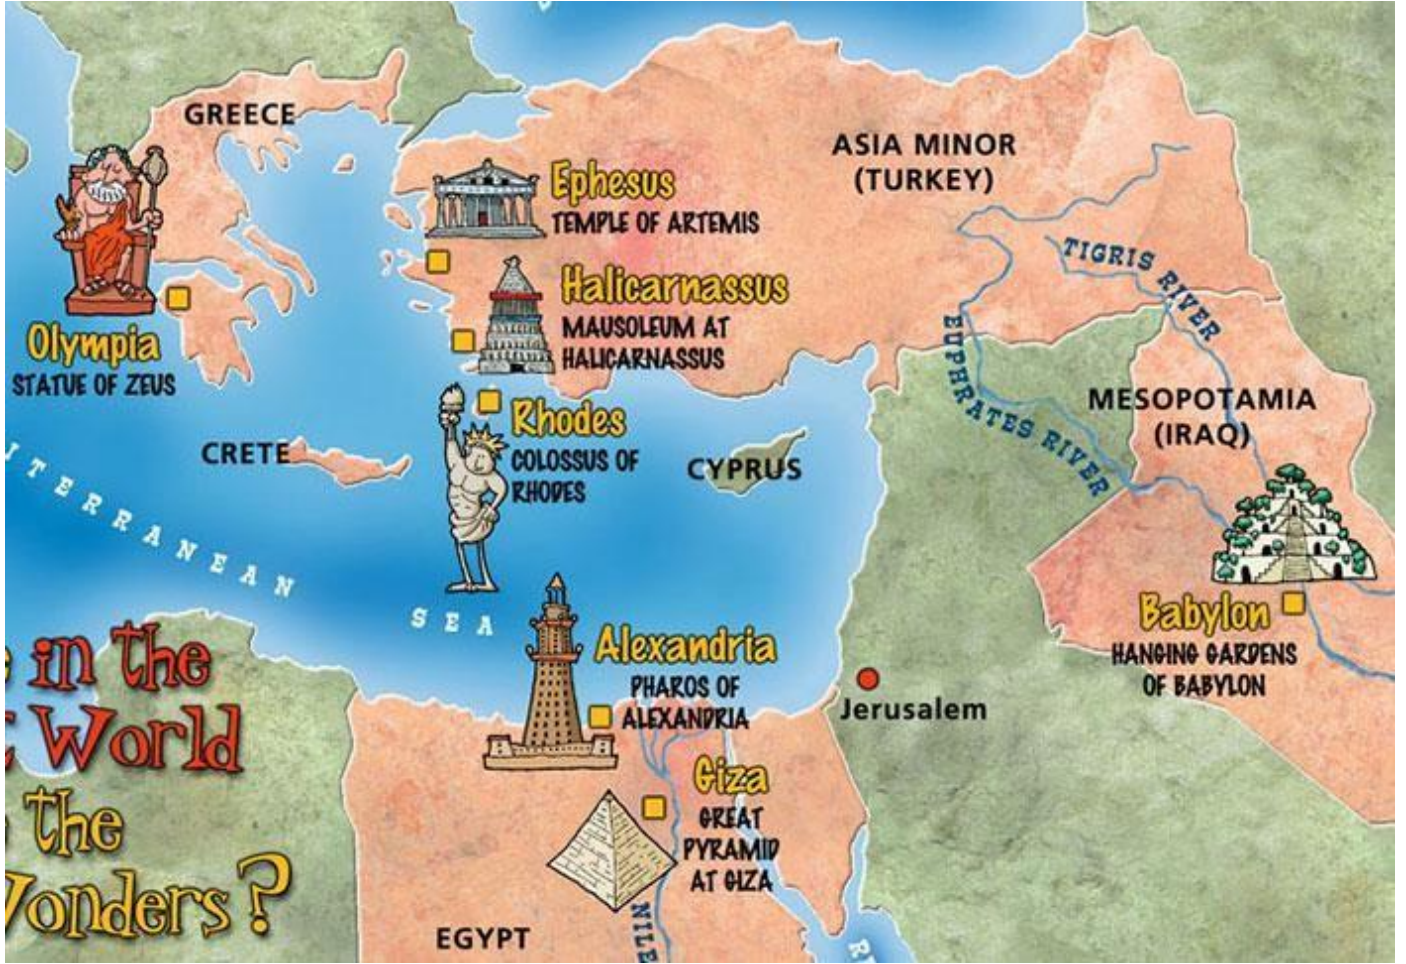 GREECE
ASIA MINOR
(TURKEY)
Ephesus
TEMPLE OF ARTEMIS
TIGRIS RIVER
Halicarnassus
MAUSOLEUM AT
HALICARNASSUS
Olympia
STATUE OF ZEUS
EUPHRATES RIVER
MESOPOTAMIA
(IRAQ)
Rhodes
COLOSSUS OF
RHODES
CRETE
CYPRUS
ITERRANEAN
SEA
Babylon
HANGING GARDENS
OF BABYLON
in the
World
the
Wonders?
Alexandria
PHAROS OF
ALEXANDRIA
Jerusalem
Giza
GREAT
PYRAMID
AT GIZA
EGYPT
NILE